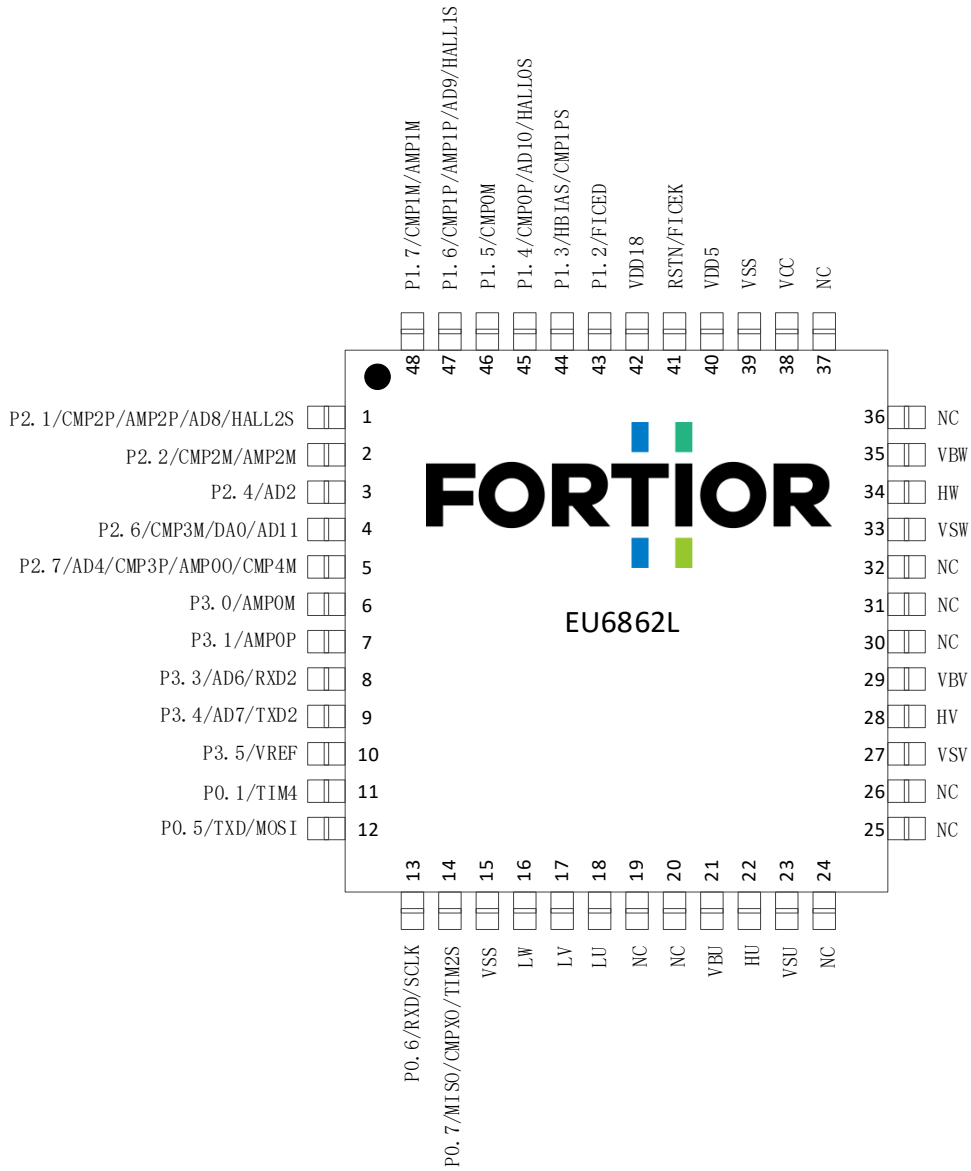 P1.7/CMP1M/AMP1M
P1.6/CMP1P/AMP1P/AD9/HALL1S
P1.5/CMP0M
P1.4/CMP0P/AD10/HALL0S
P1.3/HBIAS/CMP1PS
P1.2/FICED
VDD18
RSTN/FICEK
VDD5
VSS
VCC
NC
48
47
46
45
44
43
42
41
40
39
38
37
P2.1/CMP2P/AMP2P/AD8/HALL2S
1
P2.2/CMP2M/AMP2M
2
P2.4/AD2
3
P2.6/CMP3M/DA0/AD11
4
P2.7/AD4/CMP3P/AMP0O/CMP4M
5
P3.0/AMP0M
6
P3.1/AMP0P
7
P3.3/AD6/RXD2
8
P3.4/AD7/TXD2
9
P3.5/VREF
10
P0.1/TIM4
11
P0.5/TXD/MOSI
12
FORTIOR
EU6862L
36
NC
35
VBW
34
HW
33
VSW
32
NC
31
NC
30
NC
29
VBV
28
HV
27
VSV
26
NC
25
NC
13
14
15
16
17
18
19
20
21
22
23
24
P0.6/RXD/SCLK
P0.7/MISO/CMPXO/TIM2S
VSS
LW
LV
LU
NC
NC
VBU
HU
VSU
NC